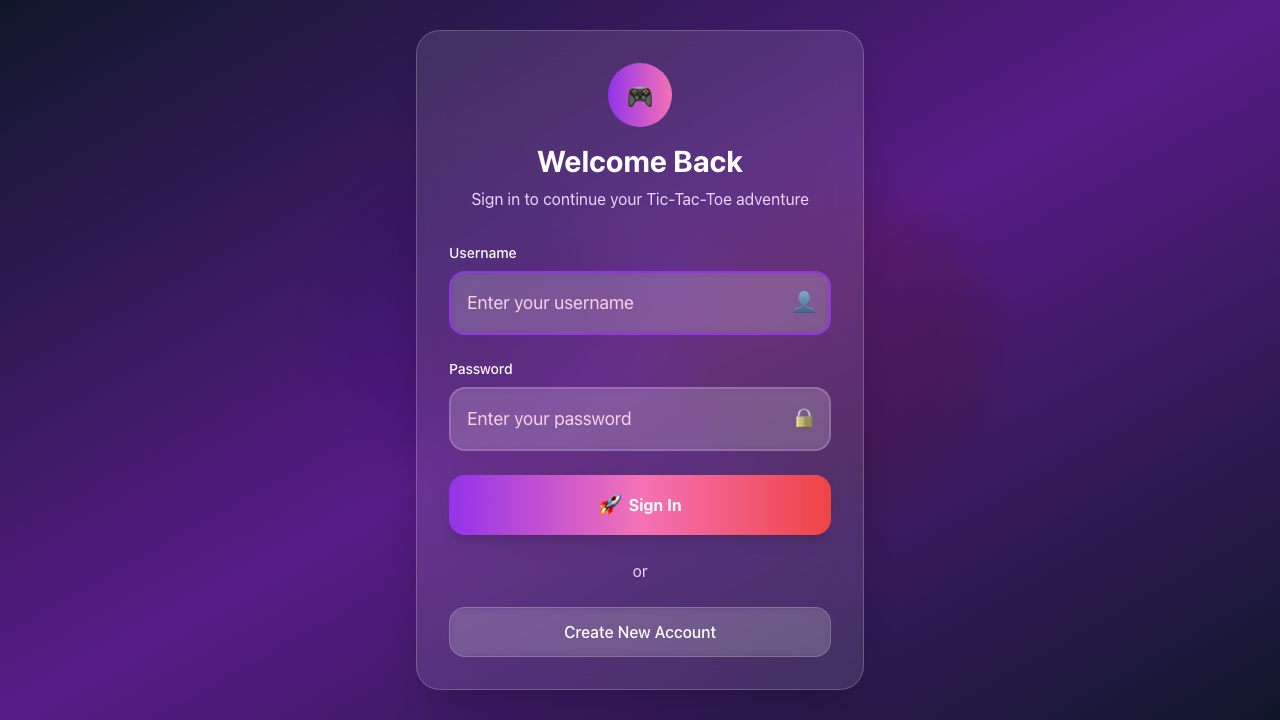 Welcome Back
Sign in to continue your Tic-Tac-Toe adventure
Username
Enter your username
Password
Enter your password
Sign In
or
Create New Account